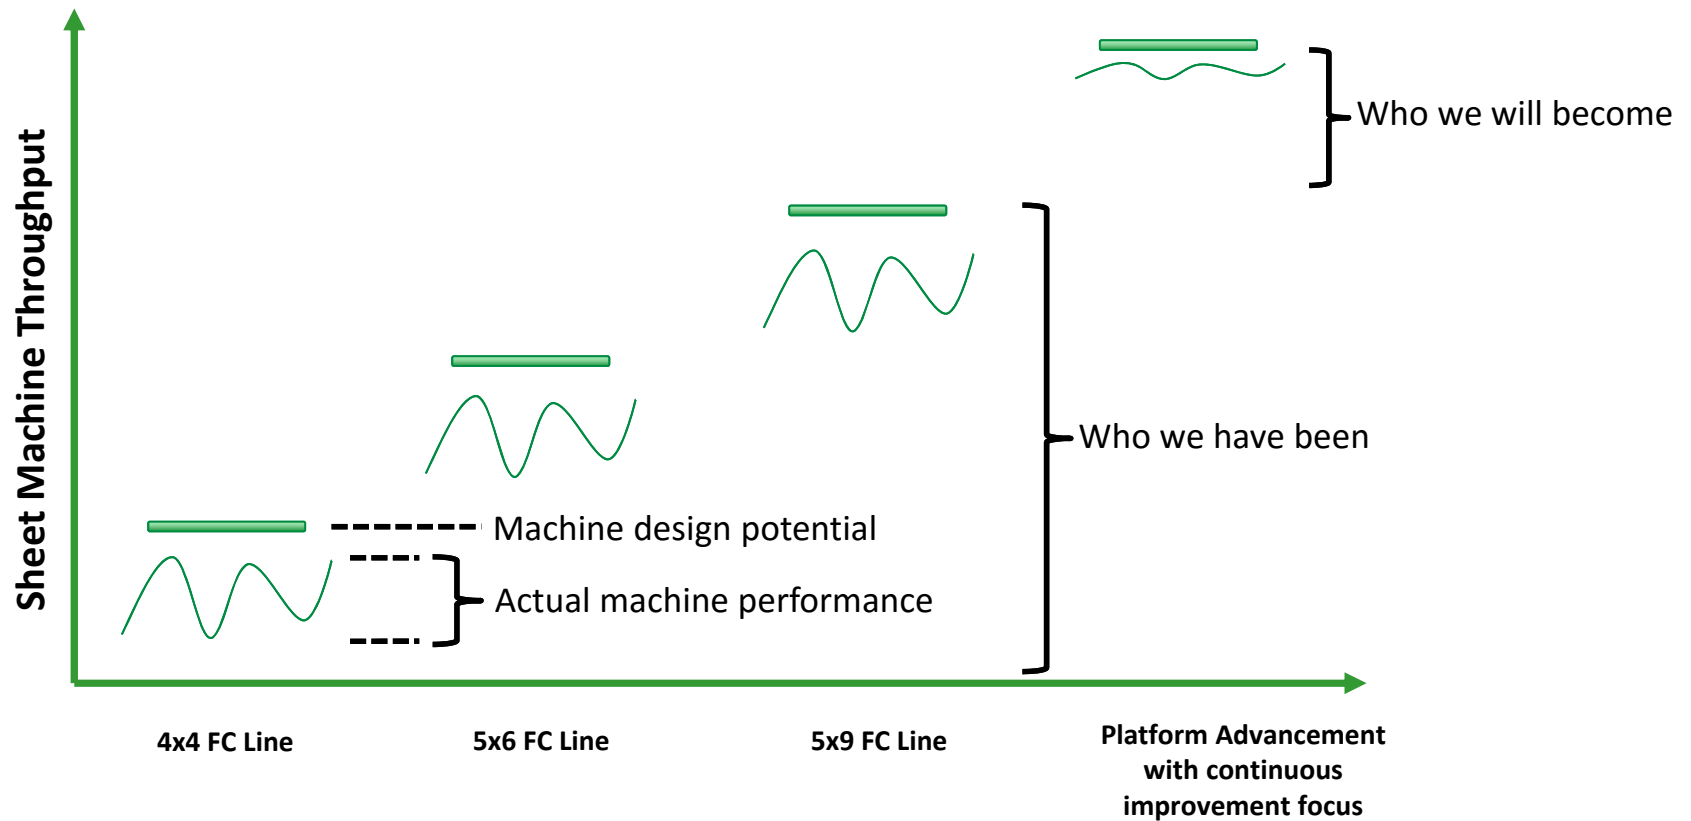 Sheet Machine Throughput
Who we will become
Who we have been
Machine design potential
Actual machine performance
4x4 FC Line
5x6 FC Line
5x9 FC Line
Platform Advancement
with continuous
improvement focus